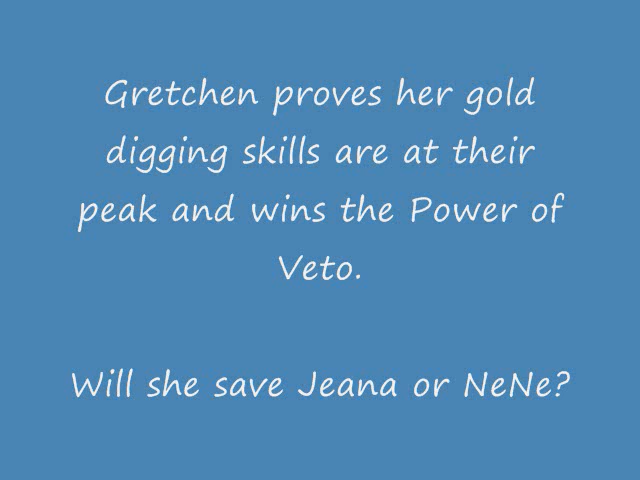 Gretchen proves her gold
digging skills are at their
peak and wins the Power of
Veto.
Will she save Jeana or NeNe?